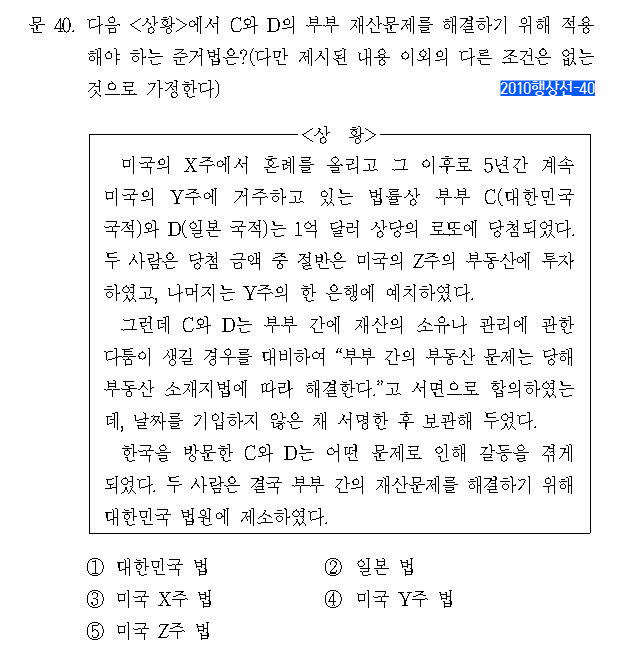 문 40. 다음 <상황>에서 C와 D의 부부 재산문제를 해결하기 위해 적용
해야 하는 준거법은?(다만 제시된 내용 이외의 다른 조건은 없는
것으로 가정한다) 2010행상선-40
<상 황>
미국의 X주에서 혼례를 올리고 그 이후로 5년간 계속
미국의 Y주에 거주하고 있는 법률상 부부 C(대한민국
국적)와 D(일본 국적)는 1억 달러 상당의 로또에 당첨되었다.
두 사람은 당첨 금액 중 절반은 미국의 Z주의 부동산에 투자
하였고, 나머지는 Y주의 한 은행에 예치하였다.
그런데 C와 D는 부부 간에 재산의 소유나 관리에 관한
다툼이 생길 경우를 대비하여 “부부 간의 부동산 문제는 당해
부동산 소재지법에 따라 해결한다.”고 서면으로 합의하였는
데, 날짜를 기입하지 않은 채 서명한 후 보관해 두었다.
한국을 방문한 C와 D는 어떤 문제로 인해 갈등을 겪게
되었다. 두 사람은 결국 부부 간의 재산문제를 해결하기 위해
대한민국 법원에 제소하였다.
① 대한민국 법 ② 일본 법
③ 미국 X주 법 ④ 미국 Y주 법
⑤ 미국 Z주 법